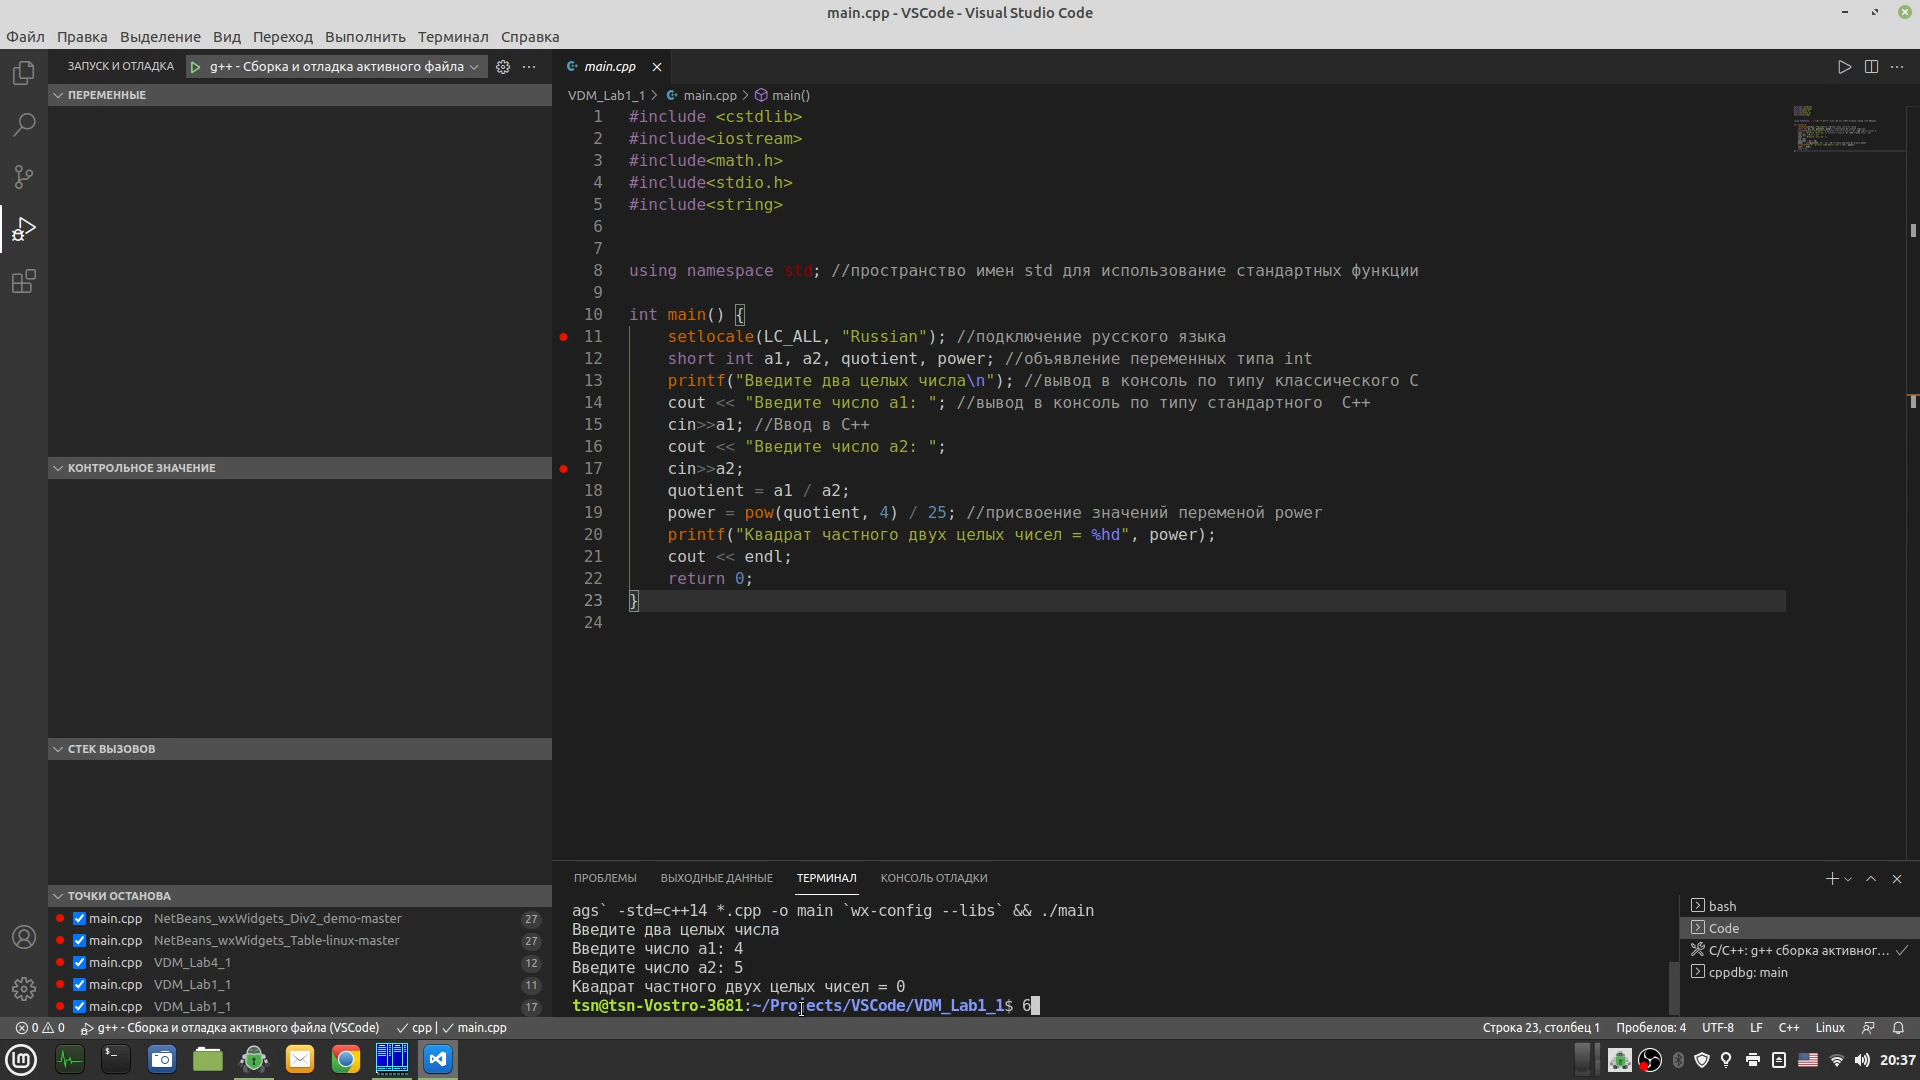 main.cpp - VSCode - Visual Studio Code
Файл Правка Выделение Вид Переход Выполнить Терминал Справка
ЗАПУСК И ОТЛАДКА g++ - Сборка и отладка активного файла
main.cpp
ПЕРЕМЕННЫЕ
VDM_Lab1_1 > main.cpp > main()
1 #include <cstdlib>
2 #include<iostream>
3 #include<math.h>
4 #include<stdio.h>
5 #include<string>
6
7
8 using namespace std; //пространство имен std для использование стандартных функции
9
10 int main() {
11 setlocale(LC_ALL, "Russian"); //подключение русского языка
12 short int a1, a2, quotient, power; //объявление переменных типа int
13 printf("Введите два целых числа\n"); //вывод в консоль по типу классического C
14 cout << "Введите число a1: "; //вывод в консоль по типу стандартного  C++
15 cin>>a1; //Ввод в C++
16 cout << "Введите число a2: ";
17 cin>>a2;
18 quotient = a1 / a2;
19 power = pow(quotient, 4) / 25; //присвоение значений переменой power
20 printf("Квадрат частного двух целых чисел = %hd", power);
21 cout << endl;
22 return 0;
23 }
24
КОНТРОЛЬНОЕ ЗНАЧЕНИЕ
СТЕК ВЫЗОВОВ
ТОЧКИ ОСТАНОВА
main.cpp NetBeans_wxWidgets_Div2_demo-master 27
main.cpp NetBeans_wxWidgets_Table-linux-master 27
main.cpp VDM_Lab4_1 12
main.cpp VDM_Lab1_1 11
main.cpp VDM_Lab1_1 17
ПРОБЛЕМЫ ВЫХОДНЫЕ ДАННЫЕ ТЕРМИНАЛ КОНСОЛЬ ОТЛАДКИ
ags` -std=c++14 *.cpp -o main `wx-config --libs` && ./main
Введите два целых числа
Введите число a1: 4
Введите число a2: 5
Квадрат частного двух целых чисел = 0
tsn@tsn-Vostro-3681:~/Projects/VSCode/VDM_Lab1_1$ 6
bash
Code
C/C++: g++ сборка активног...
cppdbg: main
0 0 g++ - Сборка и отладка активного файла (VSCode) cpp | main.cpp
Строка 23, столбец 1 Пробелов: 4 UTF-8 LF C++ Linux
20:37